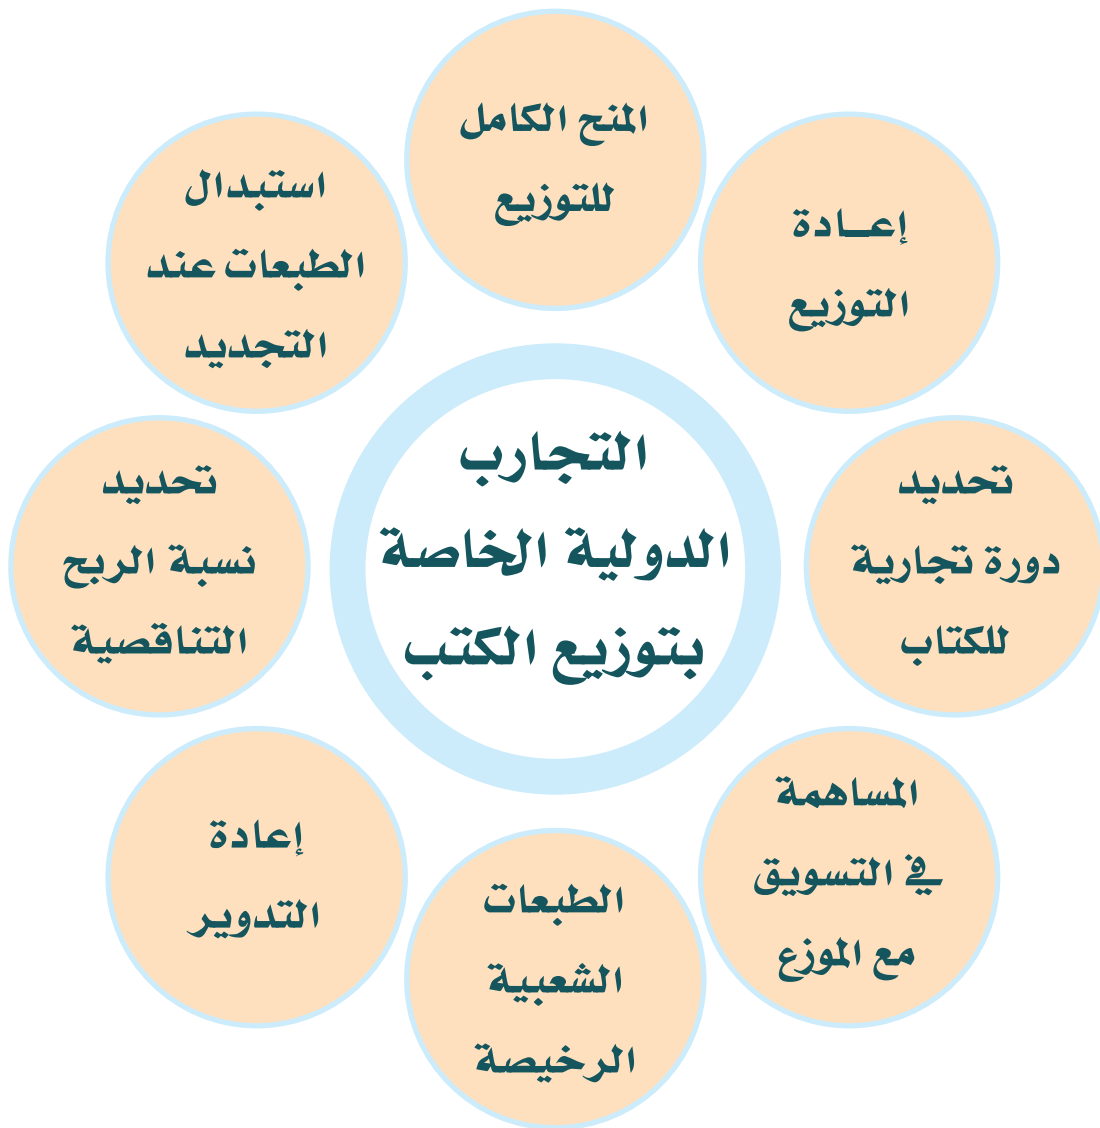 التجارب
الدولية الخاصة
بتوزيع الكتب
المنح الكامل
للتوزيع
إعـادة
التوزيع
تحديد
دورة تجارية
للكتاب
المساهمة
في التسويق
مع الموزع
الطبعات
الشعبية
الرخيصة
إعادة
التدوير
تحديد
نسبة الربح
التناقصية
استبدال
الطبعات عند
التجديد